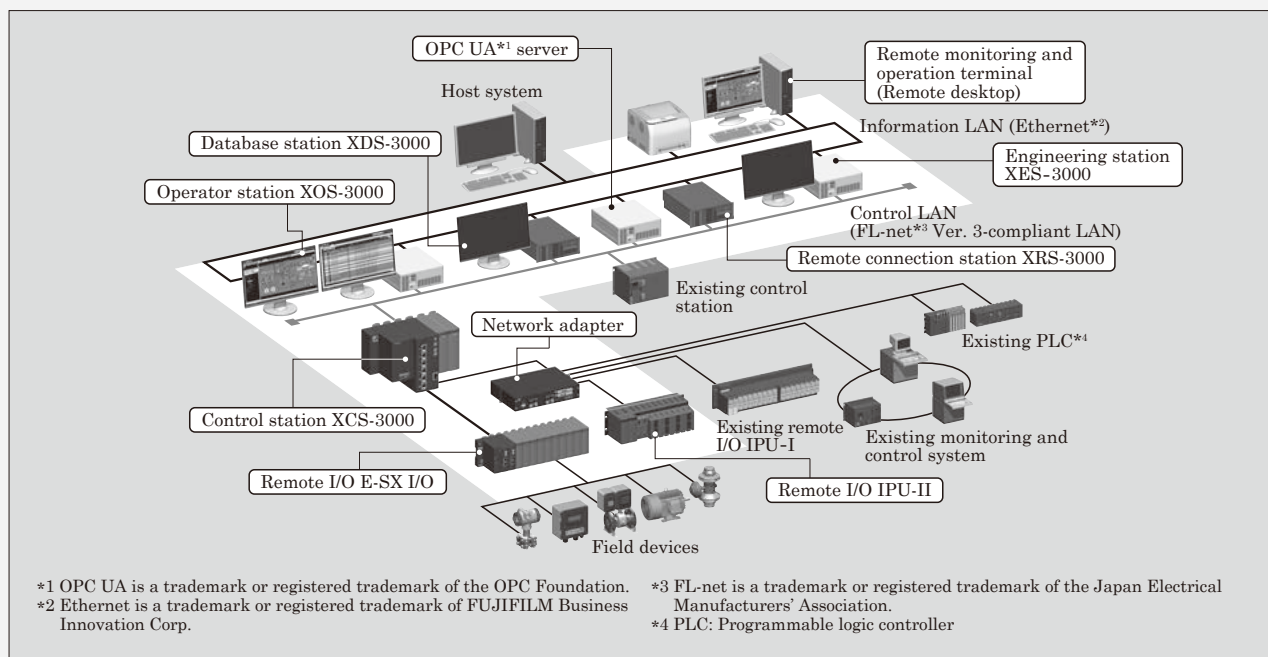 OPC UA*1 server
Remote monitoring and
operation terminal
(Remote desktop)
Host system
Information LAN (Ethernet*2)
Database station XDS-3000
Engineering station
XES-3000
Operator station XOS-3000
Control LAN
(FL-net*3 Ver. 3-compliant LAN)
Remote connection station XRS-3000
Existing control
station
Network adapter
Existing PLC*4
Control station XCS-3000
Existing remote
I/O IPU-I
Existing monitoring and
control system
Remote I/O E-SX I/O
Remote I/O IPU-II
Field devices
*1 OPC UA is a trademark or registered trademark of the OPC Foundation.
*2 Ethernet is a trademark or registered trademark of FUJIFILM Business
Innovation Corp.
*3 FL-net is a trademark or registered trademark of the Japan Electrical
Manufacturers' Association.
*4 PLC: Programmable logic controller